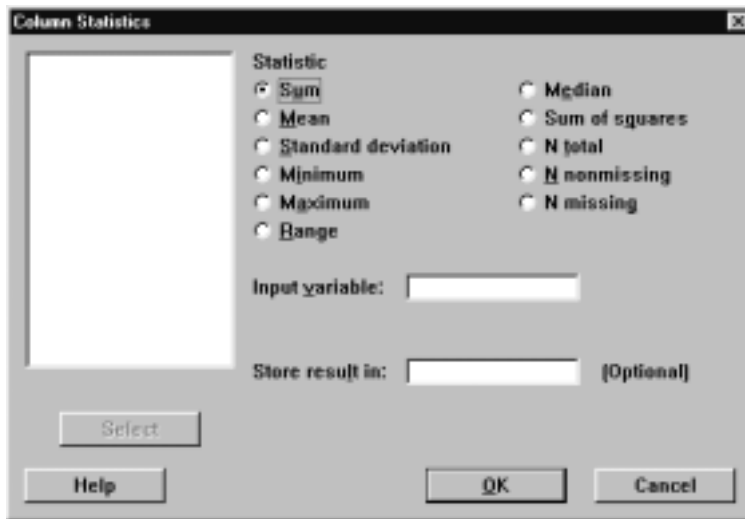 Column Statistics
Statistic
Sum
Mean
Standard deviation
Minimum
Maximum
Range
Median
Sum of squares
N total
N nonmissing
N missing
Input variable:
Store result in:
(Optional)
Select
Help
OK
Cancel